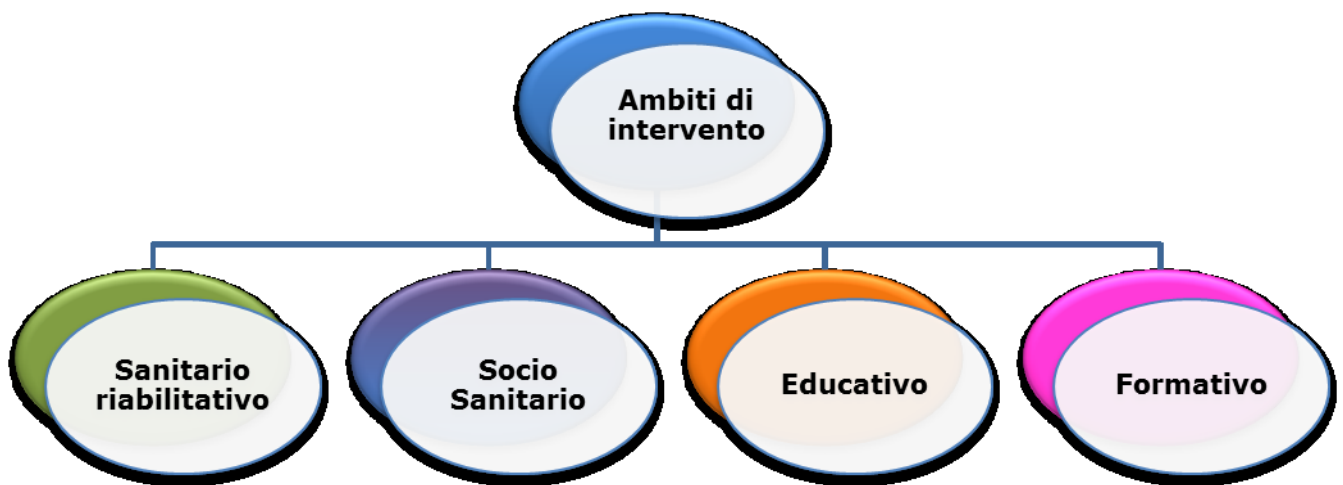 Ambiti di
intervento
Sanitario
riabilitativo
Socio
Sanitario
Educativo
Formativo